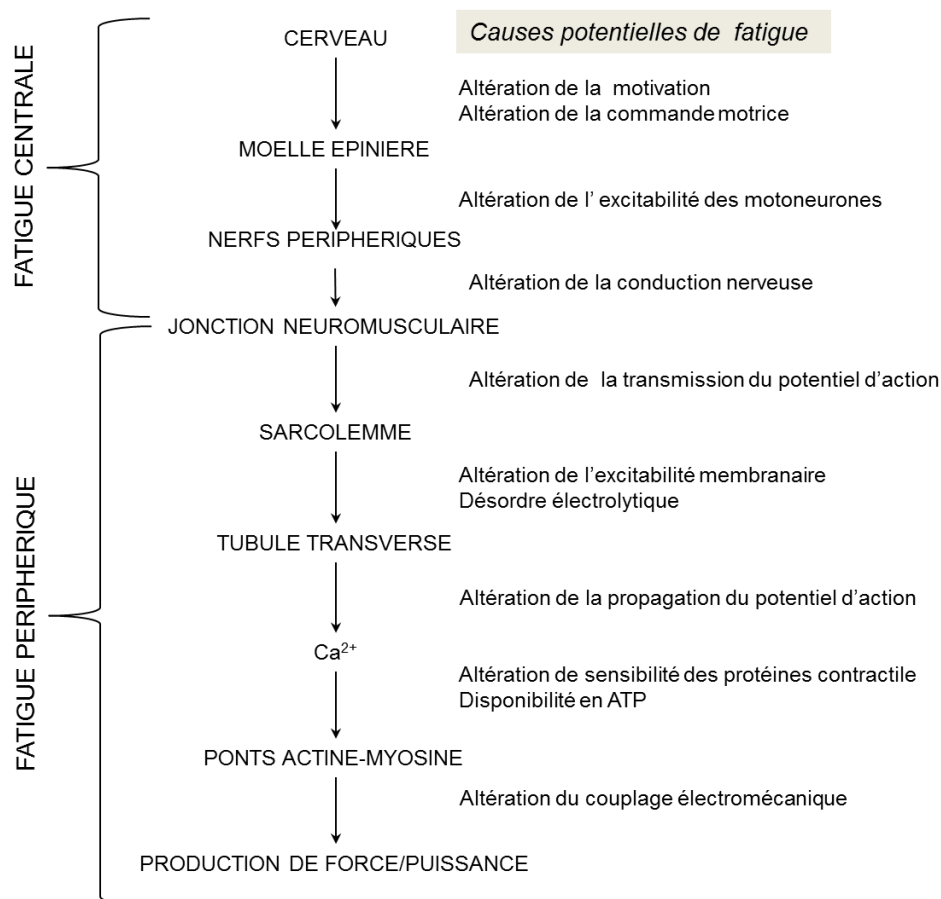 CERVEAU
Causes potentielles de fatigue
Altération de la motivation
Altération de la commande motrice
MOELLE EPINIERE
Altération de l' excitabilité des motoneurones
NERFS PERIPHERIQUES
Altération de la conduction nerveuse
JONCTION NEUROMUSCULAIRE
Altération de la transmission du potentiel d'action
SARCOLEMME
Altération de l'excitabilité membranaire
Désordre électrolytique
TUBULE TRANSVERSE
Altération de la propagation du potentiel d'action
Ca²⁺
Altération de sensibilité des protéines contractile
Disponibilité en ATP
PONTS ACTINE-MYOSINE
Altération du couplage électromécanique
PRODUCTION DE FORCE/PUISSANCE
FATIGUE CENTRALE
FATIGUE PERIPHERIQUE